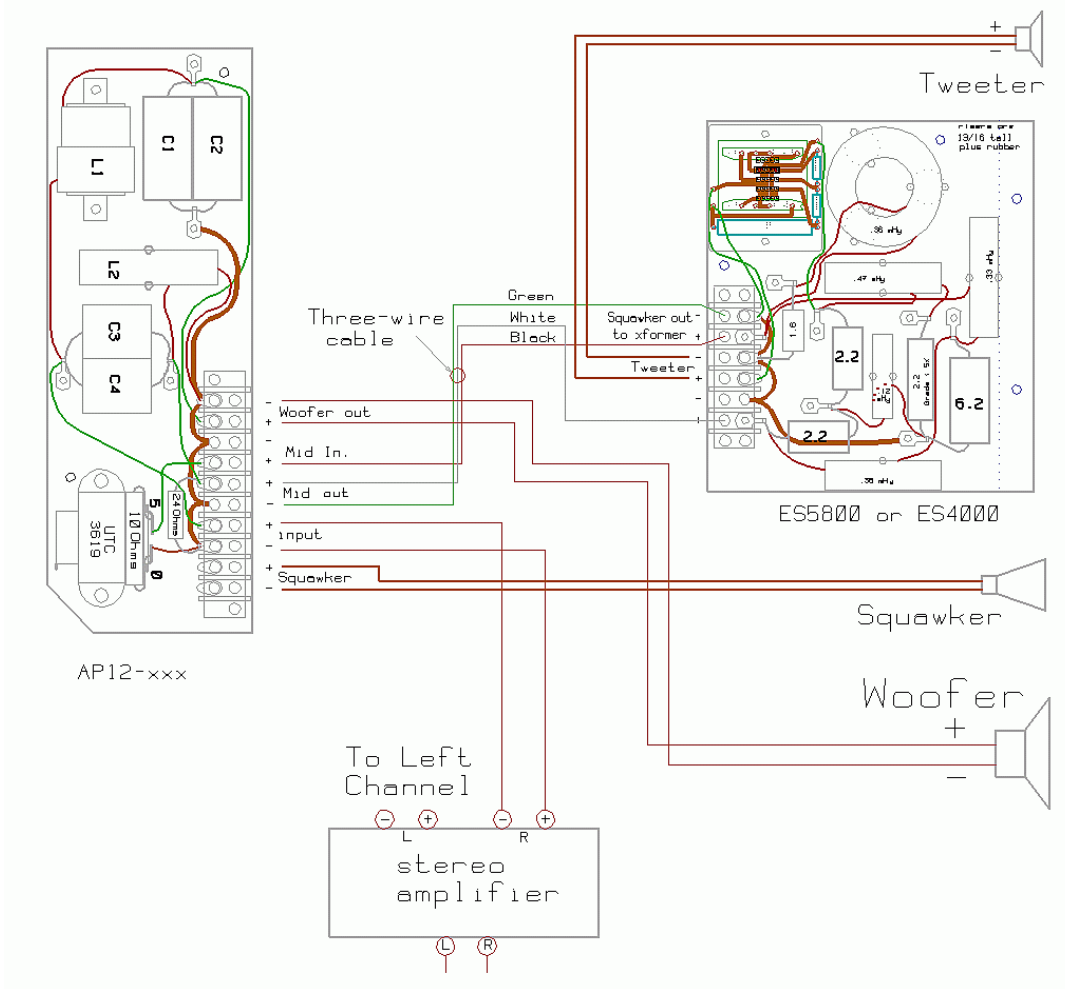 +
−
Tweeter
C1
C2
L1
L2
C3
C4
risers are
13/16 tall
plus rubber
.36 mHy
.33 mHy
.47 mHy
Green
White
Black
Three-wire
cable
Squawker out -
to xformer +
−
Tweeter
+
−
+
1.6
2.2
2.2
Grade : 5X
6.2
2.2
.36 mHy
ES5800 or ES4000
−
Woofer out
+
−
Mid In.
+
+
Mid out
−
+
input
−
+
Squawker
−
UTC
3619
10 Ohms
5
0
24 Ohms
AP12-xxx
Squawker
Woofer
+
−
To Left
Channel
− + − +
L R
stereo
amplifier
L R